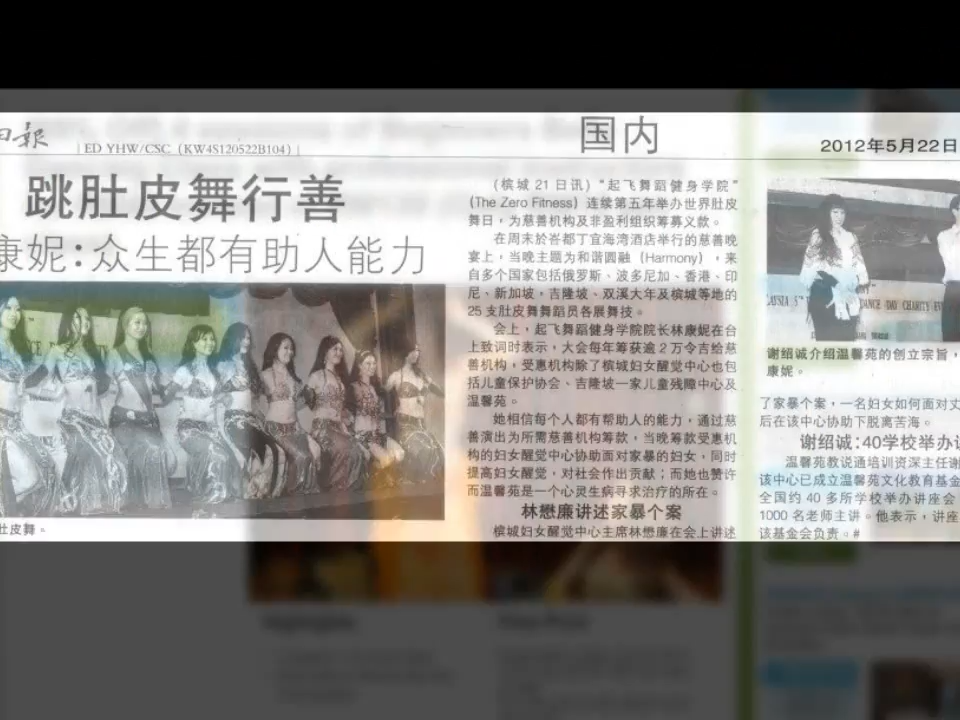 日報
ED YHW/CSC (KW4S120522B104)
国内
2012年5月22日
跳肚皮舞行善
康妮:众生都有助人能力
肚皮舞。
(槟城 21 日讯)“起飞舞蹈健身学院”
(The Zero Fitness) 连续第五年举办世界肚皮
舞日,为慈善机构及非盈利组织筹募义款。
在周末於峇都丁宜海湾酒店举行的慈善晚
宴上,当晚主题为和谐圆融 (Harmony),来
自多个国家包括俄罗斯、波多尼加、香港、印
尼、新加坡,吉隆坡、双溪大年及槟城等地的
25 支肚皮舞舞蹈员各展舞技。
会上,起飞舞蹈健身学院院长林康妮在台
上致词时表示,大会每年筹获逾 2 万令吉给慈
善机构,受惠机构除了槟城妇女醒觉中心也包
括儿童保护协会、吉隆坡一家儿童残障中心及
温馨苑。
她相信每个人都有帮助人的能力,通过慈
善演出为所需慈善机构筹款,当晚筹款受惠机
构的妇女醒觉中心协助面对家暴的妇女,同时
提高妇女醒觉,对社会作出贡献;而她也赞许
而温馨苑是一个心灵生病寻求治疗的所在。
林懋廉讲述家暴个案
槟城妇女醒觉中心主席林懋廉在会上讲述
DANCE AND CHARITY
谢绍诚介绍温馨苑的创立宗旨,
康妮。
了家暴个案,一名妇女如何面对丈
后在该中心协助下脱离苦海。
谢绍诚:40学校举办讲
温馨苑教说通培训资深主任谢
该中心已成立温馨苑文化教育基金
全国约 40 多所学校举办讲座会
1000 名老师主讲。他表示,讲座
该基金会负责。#